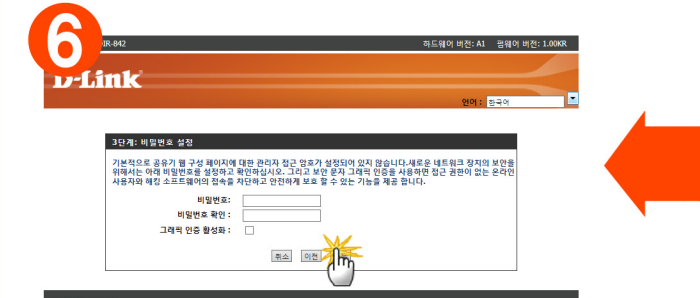 6
IR-842
하드웨어 버전: A1 펌웨어 버전: 1.00KR
D-Link
언어 : 한국어
3단계: 비밀번호 설정
기본적으로 공유기 웹 구성 페이지에 대한 관리자 접근 암호가 설정되어 있지 않습니다.새로운 네트워크 장치의 보안을
위해서는 아래 비밀번호를 설정하고 확인하십시오. 그리고 보안 문자 그래픽 인증을 사용하면 접근 권한이 없는 온라인
사용자와 해킹 소프트웨어의 접속을 차단하고 안전하게 보호 할 수 있는 기능을 제공 합니다.
비밀번호:
비밀번호 확인 :
그래픽 인증 활성화 :
취소 이전